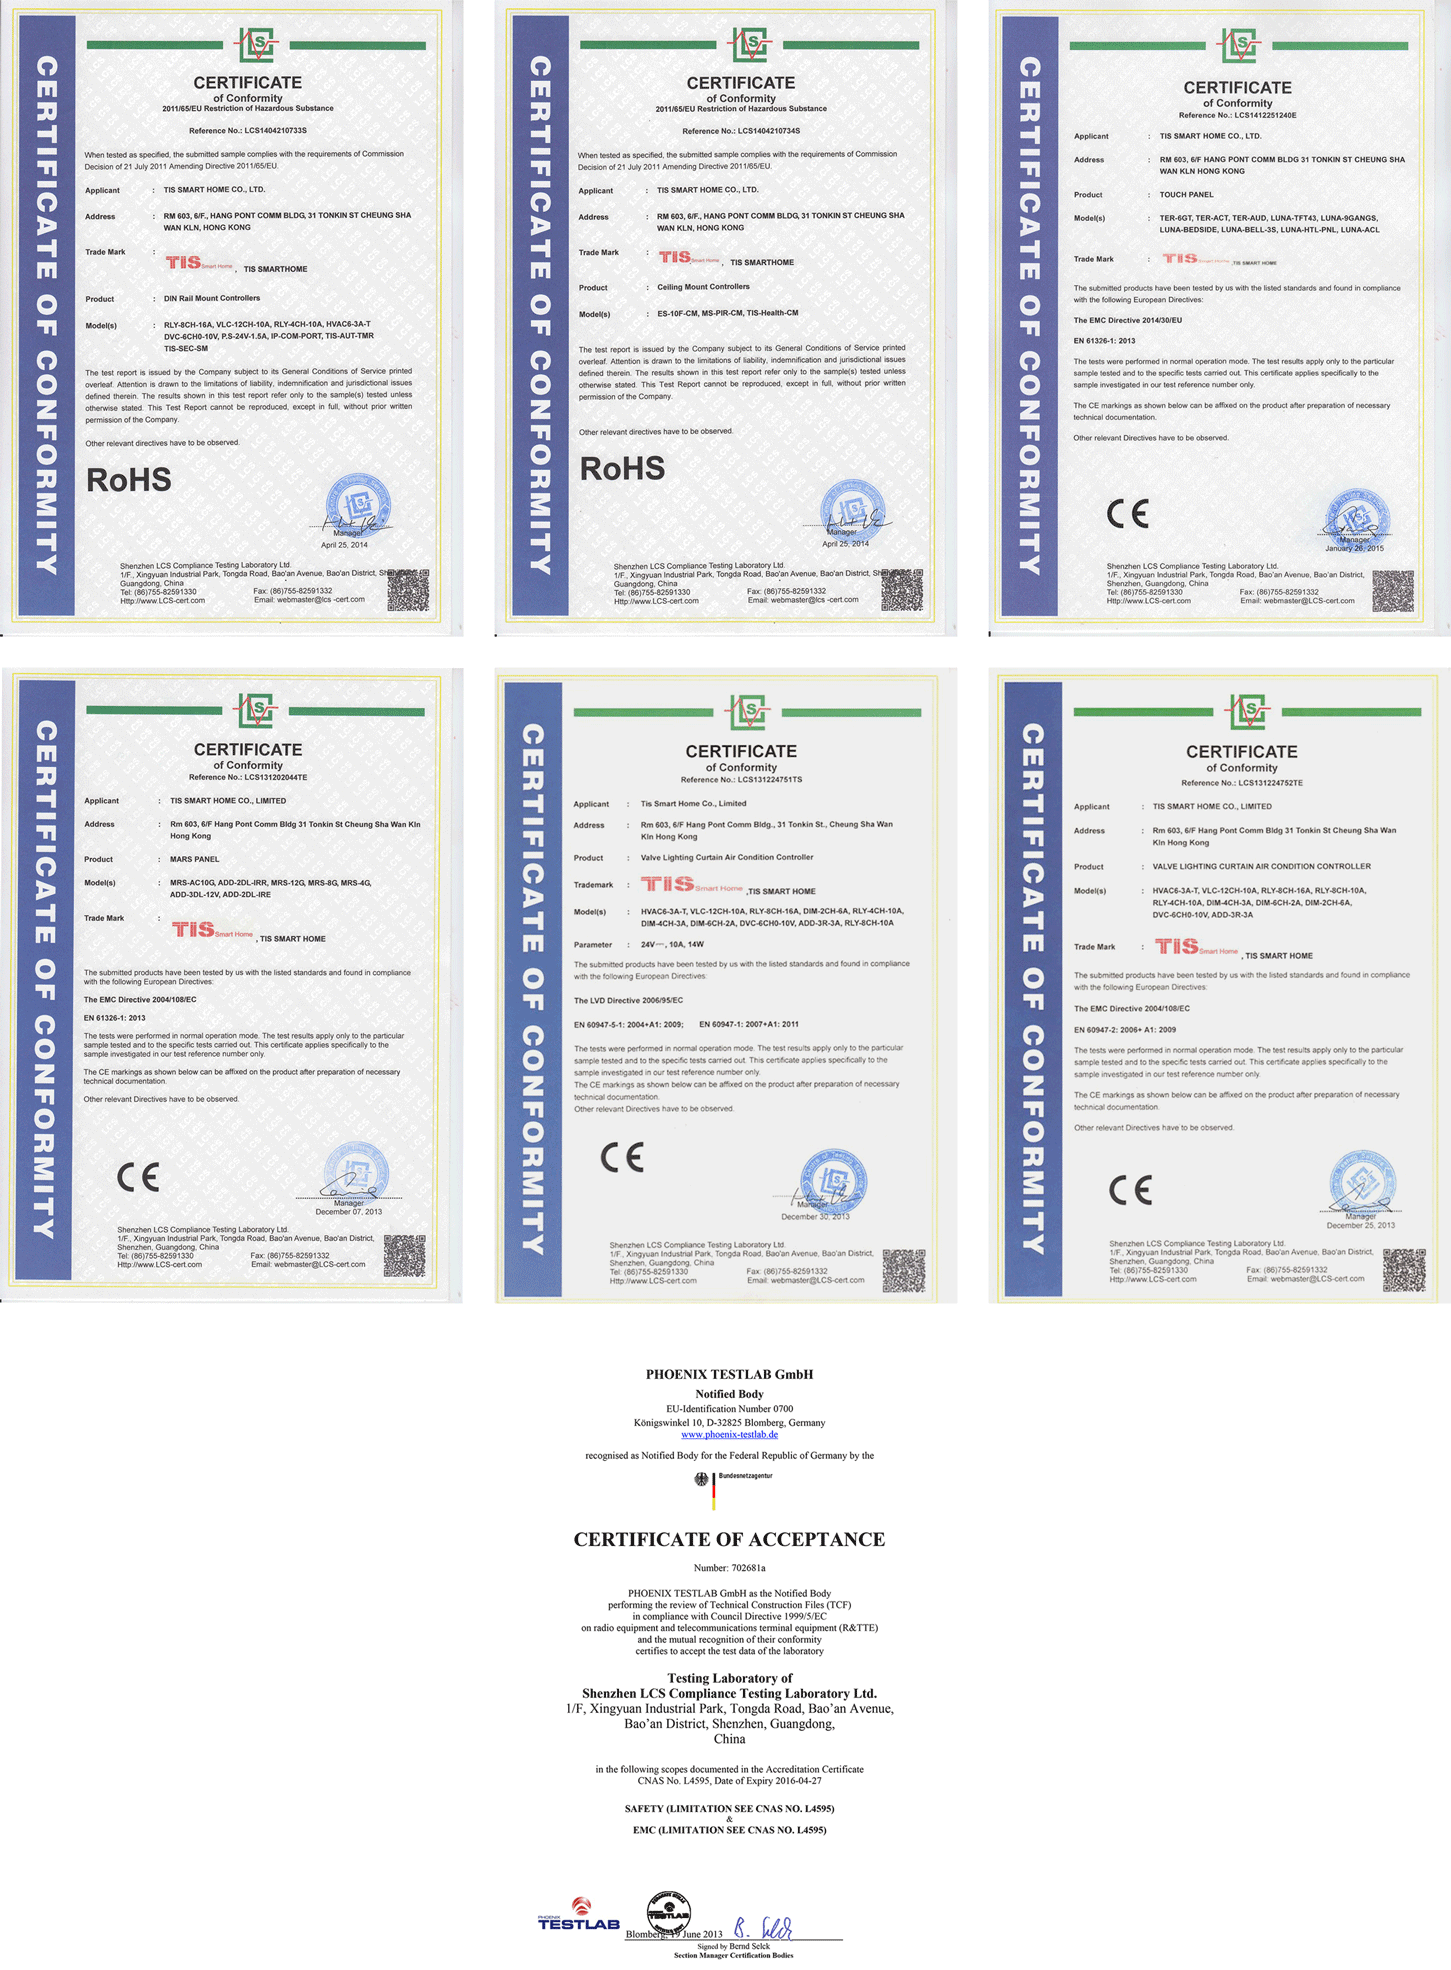 CERTIFICATE OF CONFORMITY
LCS
CERTIFICATE
of Conformity
2011/65/EU Restriction of Hazardous Substance
Reference No.: LCS1404210733S
When tested as specified, the submitted sample complies with the requirements of Commission
Decision of 21 July 2011 Amending Directive 2011/65/EU.
Applicant : TIS SMART HOME CO., LTD.
Address : RM 603, 6/F., HANG PONT COMM BLDG, 31 TONKIN ST CHEUNG SHA
WAN KLN, HONG KONG
Trade Mark : TIS Smart Home , TIS SMARTHOME
Product : DIN Rail Mount Controllers
Model(s) : RLY-8CH-16A, VLC-12CH-10A, RLY-4CH-10A, HVAC6-3A-T
DVC-6CH0-10V, P.S-24V-1.5A, IP-COM-PORT, TIS-AUT-TMR
TIS-SEC-SM
The test report is issued by the Company subject to its General Conditions of Service printed
overleaf. Attention is drawn to the limitations of liability, indemnification and jurisdictional issues
defined therein. The results shown in this test report refer only to the sample(s) tested unless
otherwise stated. This Test Report cannot be reproduced, except in full, without prior written
permission of the Company.
Other relevant directives have to be observed.
RoHS
Manager
April 25, 2014
Shenzhen LCS Compliance Testing Laboratory Ltd.
1/F., Xingyuan Industrial Park, Tongda Road, Bao'an Avenue, Bao'an District,
Guangdong, China
Tel: (86)755-82591330 Fax: (86)755-82591332
Http://www.LCS-cert.com Email: webmaster@lcs -cert.com
CERTIFICATE OF CONFORMITY
LCS
CERTIFICATE
of Conformity
2011/65/EU Restriction of Hazardous Substance
Reference No.: LCS1404210734S
When tested as specified, the submitted sample complies with the requirements of Commission
Decision of 21 July 2011 Amending Directive 2011/65/EU.
Applicant : TIS SMART HOME CO., LTD.
Address : RM 603, 6/F., HANG PONT COMM BLDG, 31 TONKIN ST CHEUNG SHA
WAN KLN, HONG KONG
Trade Mark : TIS Smart Home , TIS SMARTHOME
Product : Ceiling Mount Controllers
Model(s) : ES-10F-CM, MS-PIR-CM, TIS-Health-CM
The test report is issued by the Company subject to its General Conditions of Service printed
overleaf. Attention is drawn to the limitations of liability, indemnification and jurisdictional issues
defined therein. The results shown in this test report refer only to the sample(s) tested unless
otherwise stated. This Test Report cannot be reproduced, except in full, without prior written
permission of the Company.
Other relevant directives have to be observed.
RoHS
Manager
April 25, 2014
Shenzhen LCS Compliance Testing Laboratory Ltd.
1/F., Xingyuan Industrial Park, Tongda Road, Bao'an Avenue, Bao'an District,
Guangdong, China
Tel: (86)755-82591330 Fax: (86)755-82591332
Http://www.LCS-cert.com Email: webmaster@lcs -cert.com
CERTIFICATE OF CONFORMITY
LCS
CERTIFICATE
of Conformity
Reference No.: LCS1412251240E
Applicant : TIS SMART HOME CO., LTD.
Address : RM 603, 6/F HANG PONT COMM BLDG 31 TONKIN ST CHEUNG SHA
WAN KLN HONG KONG
Product : TOUCH PANEL
Model(s) : TER-6GT, TER-ACT, TER-AUD, LUNA-TFT43, LUNA-9GANGS,
LUNA-BEDSIDE, LUNA-BELL-3S, LUNA-HTL-PNL, LUNA-ACL
Trade Mark : TIS Smart Home ,TIS SMART HOME
The submitted products have been tested by us with the listed standards and found in compliance
with the following European Directives:
The EMC Directive 2014/30/EU
EN 61326-1: 2013
The tests were performed in normal operation mode. The test results apply only to the particular
sample tested and to the specific tests carried out. This certificate applies specifically to the
sample investigated in our test reference number only.
The CE markings as shown below can be affixed on the product after preparation of necessary
technical documentation.
Other relevant Directives have to be observed.
CE
Manager
January 26, 2015
Shenzhen LCS Compliance Testing Laboratory Ltd.
1/F., Xingyuan Industrial Park, Tongda Road, Bao'an Avenue, Bao'an District,
Shenzhen, Guangdong, China
Tel: (86)755-82591330 Fax: (86)755-82591332
Http://www.LCS-cert.com Email: webmaster@LCS-cert.com
CERTIFICATE OF CONFORMITY
LCS
CERTIFICATE
of Conformity
Reference No.: LCS131202044TE
Applicant : TIS SMART HOME CO., LIMITED
Address : Rm 603, 6/F Hang Pont Comm Bldg 31 Tonkin St Cheung Sha Wan Kln
Hong Kong
Product : MARS PANEL
Model(s) : MRS-AC10G, ADD-2DL-IRR, MRS-12G, MRS-8G, MRS-4G,
ADD-3DL-12V, ADD-2DL-IRE
Trade Mark : TIS Smart Home , TIS SMART HOME
The submitted products have been tested by us with the listed standards and found in compliance
with the following European Directives:
The EMC Directive 2004/108/EC
EN 61326-1: 2013
The tests were performed in normal operation mode. The test results apply only to the particular
sample tested and to the specific tests carried out. This certificate applies specifically to the
sample investigated in our test reference number only.
The CE markings as shown below can be affixed on the product after preparation of necessary
technical documentation.
Other relevant Directives have to be observed.
CE
Manager
December 07, 2013
Shenzhen LCS Compliance Testing Laboratory Ltd.
1/F., Xingyuan Industrial Park, Tongda Road, Bao'an Avenue, Bao'an District,
Shenzhen, Guangdong, China
Tel: (86)755-82591330 Fax: (86)755-82591332
Http://www.LCS-cert.com Email: webmaster@LCS-cert.com
CERTIFICATE OF CONFORMITY
LCS
CERTIFICATE
of Conformity
Reference No.: LCS131224751TS
Applicant : Tis Smart Home Co., Limited
Address : Rm 603, 6/F Hang Pont Comm Bldg., 31 Tonkin St., Cheung Sha Wan
Kln Hong Kong
Product : Valve Lighting Curtain Air Condition Controller
Trademark : TIS Smart Home ,TIS SMART HOME
Model(s) : HVAC6-3A-T, VLC-12CH-10A, RLY-8CH-16A, DIM-2CH-6A, RLY-4CH-10A,
DIM-4CH-3A, DIM-6CH-2A, DVC-6CH0-10V, ADD-3R-3A, RLY-8CH-10A
Parameter : 24V⎓, 10A, 14W
The submitted products have been tested by us with the listed standards and found in compliance
with the following European Directives:
The LVD Directive 2006/95/EC
EN 60947-5-1: 2004+A1: 2009; EN 60947-1: 2007+A1: 2011
The tests were performed in normal operation mode. The test results apply only to the particular
sample tested and to the specific tests carried out. This certificate applies specifically to the
sample investigated in our test reference number only.
The CE markings as shown below can be affixed on the product after preparation of necessary
technical documentation.
Other relevant Directives have to be observed.
CE
Manager
December 30, 2013
Shenzhen LCS Compliance Testing Laboratory Ltd.
1/F., Xingyuan Industrial Park, Tongda Road, Bao'an Avenue, Bao'an District,
Shenzhen, Guangdong, China
Tel: (86)755-82591330 Fax: (86)755-82591332
Http://www.LCS-cert.com Email: webmaster@LCS-cert.com
CERTIFICATE OF CONFORMITY
LCS
CERTIFICATE
of Conformity
Reference No.: LCS131224752TE
Applicant : TIS SMART HOME CO., LIMITED
Address : Rm 603, 6/F Hang Pont Comm Bldg 31 Tonkin St Cheung Sha Wan
Kln Hong Kong
Product : VALVE LIGHTING CURTAIN AIR CONDITION CONTROLLER
Model(s) : HVAC6-3A-T, VLC-12CH-10A, RLY-8CH-16A, RLY-8CH-10A,
RLY-4CH-10A, DIM-4CH-3A, DIM-6CH-2A, DIM-2CH-6A,
DVC-6CH0-10V, ADD-3R-3A
Trade Mark : TIS Smart Home , TIS SMART HOME
The submitted products have been tested by us with the listed standards and found in compliance
with the following European Directives:
The EMC Directive 2004/108/EC
EN 60947-2: 2006+ A1: 2009
The tests were performed in normal operation mode. The test results apply only to the particular
sample tested and to the specific tests carried out. This certificate applies specifically to the
sample investigated in our test reference number only.
The CE markings as shown below can be affixed on the product after preparation of necessary
technical documentation.
Other relevant Directives have to be observed.
CE
Manager
December 25, 2013
Shenzhen LCS Compliance Testing Laboratory Ltd.
1/F., Xingyuan Industrial Park, Tongda Road, Bao'an Avenue, Bao'an District,
Shenzhen, Guangdong, China
Tel: (86)755-82591330 Fax: (86)755-82591332
Http://www.LCS-cert.com Email: webmaster@LCS-cert.com
PHOENIX TESTLAB GmbH
Notified Body
EU-Identification Number 0700
Königswinkel 10, D-32825 Blomberg, Germany
www.phoenix-testlab.de
recognised as Notified Body for the Federal Republic of Germany by the
Bundesnetzagentur
CERTIFICATE OF ACCEPTANCE
Number: 702681a
PHOENIX TESTLAB GmbH as the Notified Body
performing the review of Technical Construction Files (TCF)
in compliance with Council Directive 1999/5/EC
on radio equipment and telecommunications terminal equipment (R&TTE)
and the mutual recognition of their conformity
certifies to accept the test data of the laboratory
Testing Laboratory of
Shenzhen LCS Compliance Testing Laboratory Ltd.
1/F, Xingyuan Industrial Park, Tongda Road, Bao'an Avenue,
Bao'an District, Shenzhen, Guangdong,
China
in the following scopes documented in the Accreditation Certificate
CNAS No. L4595, Date of Expiry 2016-04-27
SAFETY (LIMITATION SEE CNAS NO. L4595)
&
EMC (LIMITATION SEE CNAS NO. L4595)
PHOENIX
TESTLAB
TESTLAB
Blomberg, 19 June 2013
Signed by Bernd Selck
Section Manager Certification Bodies